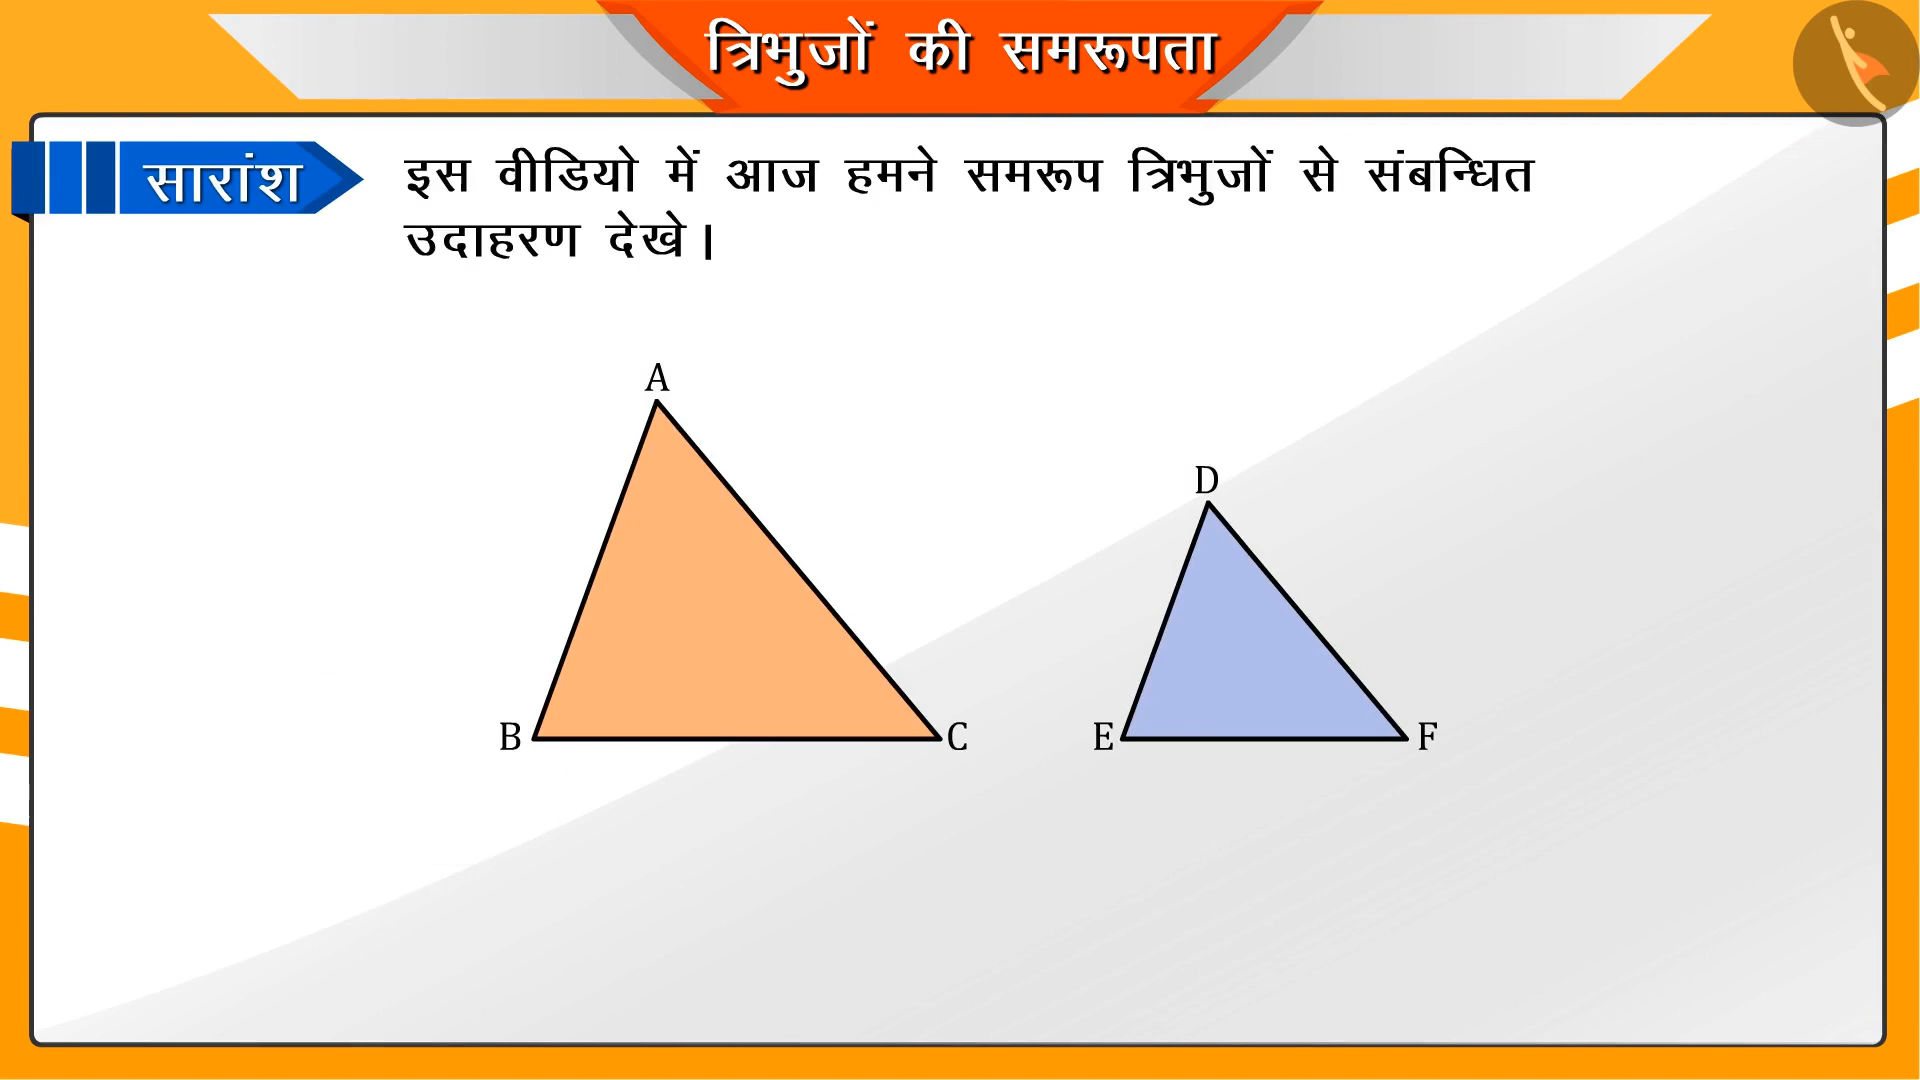 त्रिभुजों की समरूपता
सारांश
इस वीडियो में आज हमने समरूप त्रिभुजों से संबन्धित
उदाहरण देखे।
A
D
B
C
E
F